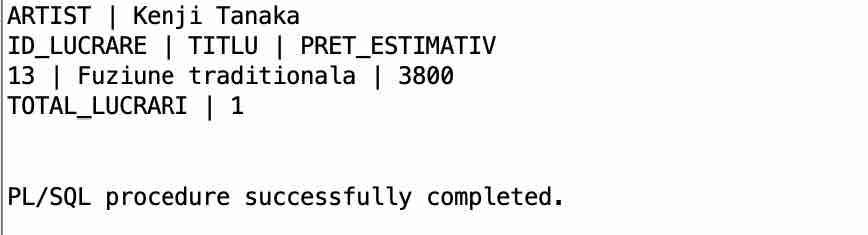 ARTIST | Kenji Tanaka
ID_LUCRARE | TITLU | PRET_ESTIMATIV
13 | Fuziune traditionala | 3800
TOTAL_LUCRARI | 1
PL/SQL procedure successfully completed.